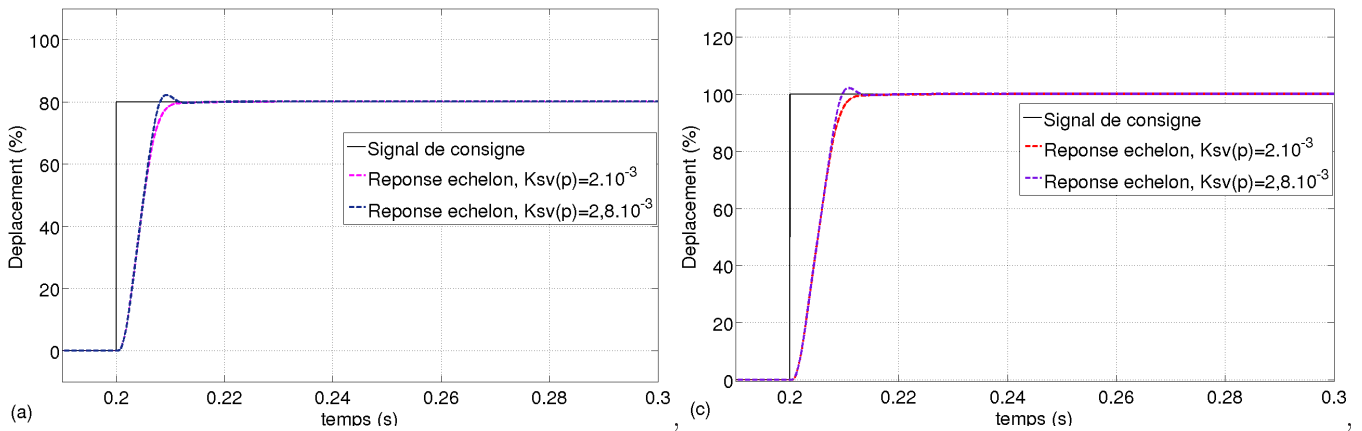 100
80
60
40
20
0
Deplacement (%)
Signal de consigne
Reponse echelon, Ksv(p)=2.10-3
Reponse echelon, Ksv(p)=2,8.10-3
0.2 0.22 0.24 0.26 0.28 0.3
temps (s)
(a)
,
120
100
80
60
40
20
0
Deplacement (%)
Signal de consigne
Reponse echelon, Ksv(p)=2.10-3
Reponse echelon, Ksv(p)=2,8.10-3
0.2 0.22 0.24 0.26 0.28 0.3
temps (s)
(c)
,